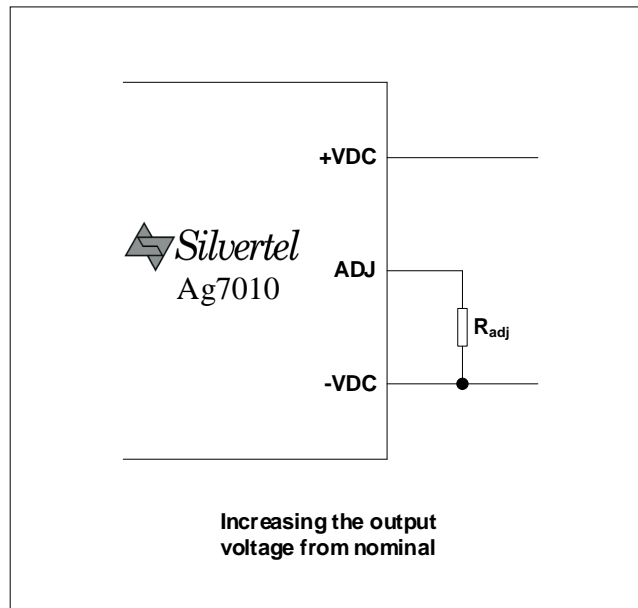 +VDC
Silvertel
Ag7010
ADJ
Radj
-VDC
Increasing the output
voltage from nominal